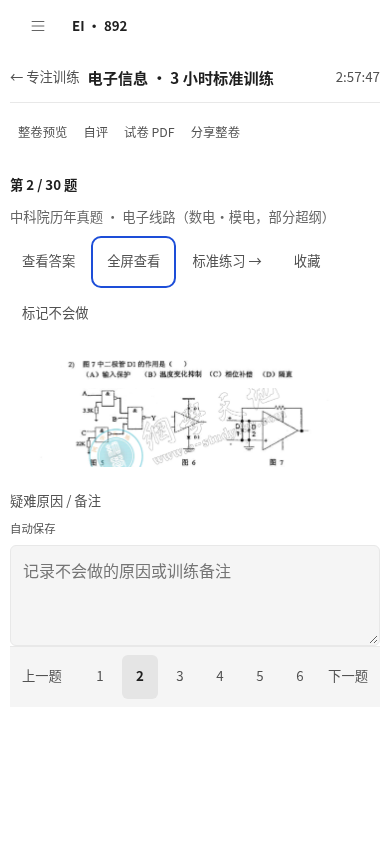 EI · 892
← 专注训练 电子信息 · 3 小时标准训练 2:57:47
整卷预览 自评 试卷 PDF 分享整卷
第 2 / 30 题
中科院历年真题 · 电子线路（数电·模电，部分超纲）
查看答案 全屏查看 标准练习 → 收藏
标记不会做
2) 图 7 中二极管 D1 的作用是（ ）
（A）输入保护 （B）温度变化抑制 （C）相位补偿 （D）隔直
A
B
C
Y
图 6
图 7
疑难原因 / 备注
自动保存
记录不会做的原因或训练备注
上一题 1 2 3 4 5 6 下一题